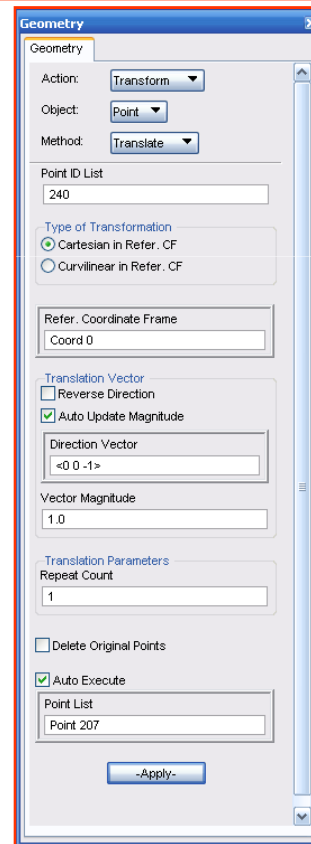 Geometry
Geometry
Action: Transform
Object: Point
Method: Translate
Point ID List
240
Type of Transformation
Cartesian in Refer. CF
Curvilinear in Refer. CF
Refer. Coordinate Frame
Coord 0
Translation Vector
Reverse Direction
Auto Update Magnitude
Direction Vector
<0 0 -1>
Vector Magnitude
1.0
Translation Parameters
Repeat Count
1
Delete Original Points
Auto Execute
Point List
Point 207
-Apply-